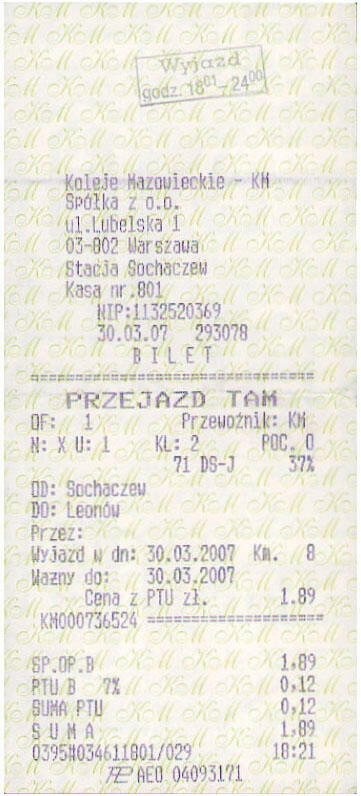 Wyjazd
godz. 18⁰¹-24⁰⁰
Koleje Mazowieckie - KM
Spółka z o.o.
ul.Lubelska 1
03-802 Warszawa
Stacja Sochaczew
Kasa nr.801
NIP:1132520369
30.03.07 293078
B I L E T
================================
PRZEJAZD TAM
OF: 1 Przewoźnik: KM
N: X U: 1 KL: 2 POC. O
71 DS-J 37%
OD: Sochaczew
DO: Leonów
Przez:
Wyjazd w dn: 30.03.2007 Km. 8
Ważny do: 30.03.2007
Cena z PTU zł. 1.89
KM000736524 ====================
SP.OP.B 1,89
PTU B 7% 0,12
SUMA PTU 0,12
S U M A 1,89
0395#034611801/029 18:21
AEO 04093171